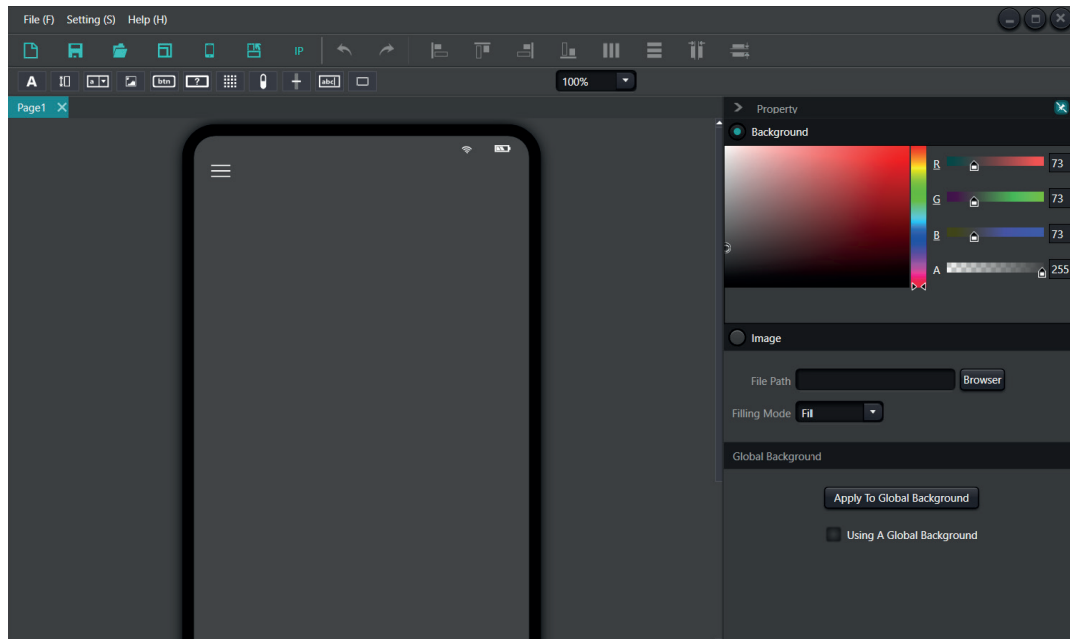 File (F) Setting (S) Help (H)
IP
A a btn ? abc 100%
Page1 Property
Background
R 73
G 73
B 73
A 255
Image
File Path Browser
Filling Mode Fill
Global Background
Apply To Global Background
Using A Global Background